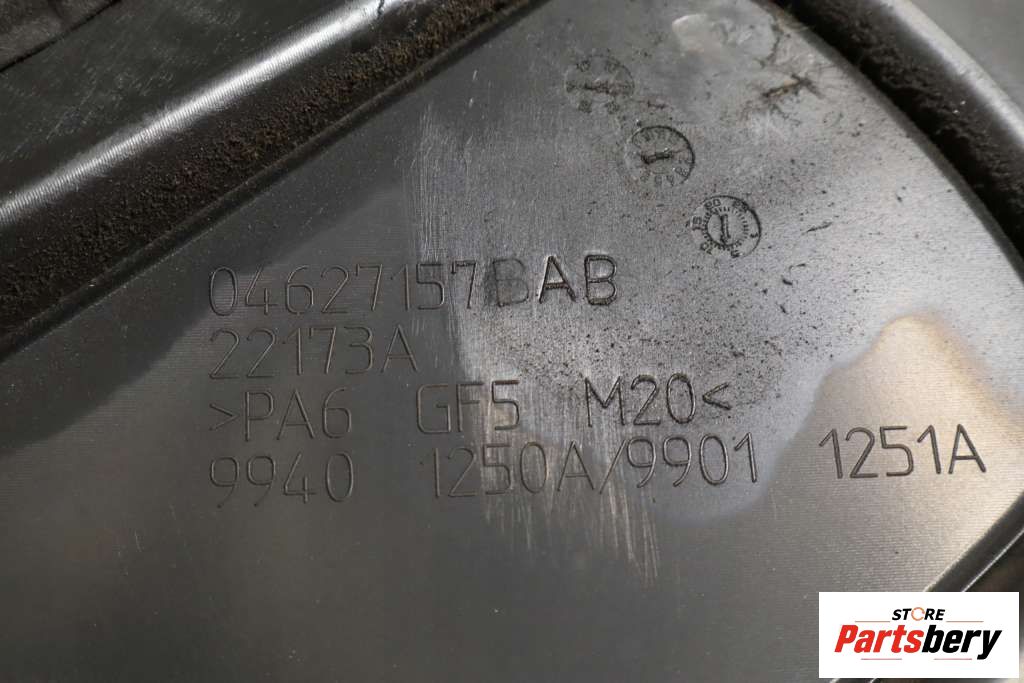 04627157BAB
22173A
>PA6 GF5 M20<
9940 1250A/9901 1251A
STORE
Partsbery